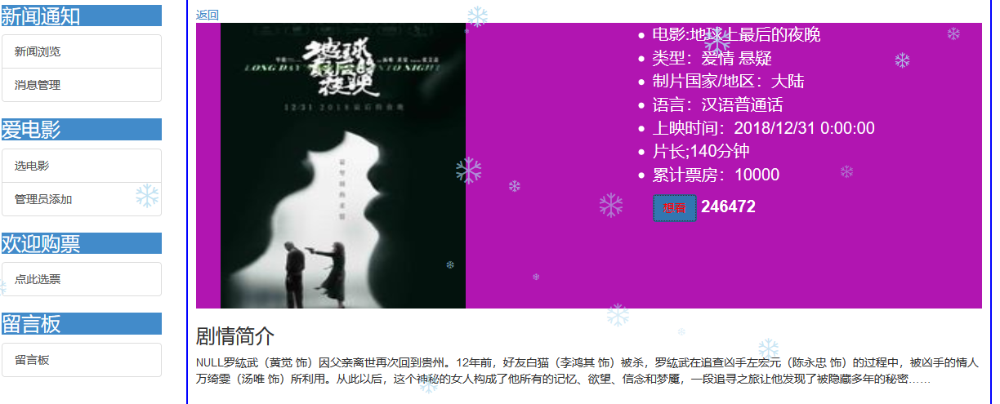 新闻通知
新闻浏览
消息管理
爱电影
选电影
管理员添加
欢迎购票
点此选票
留言板
留言板
返回
地球
最后的
夜晚
LONG DAY
NIGHT
12/31 2018最后的夜晚
电影:地球上最后的夜晚
类型：爱情 悬疑
制片国家/地区：大陆
语言：汉语普通话
上映时间：2018/12/31 0:00:00
片长;140分钟
累计票房：10000
想看 246472
剧情简介
NULL罗紘武（黄觉 饰）因父亲离世再次回到贵州。12年前，好友白猫（李鸿其 饰）被杀，罗紘武在追查凶手左宏元（陈永忠 饰）的过程中，被凶手的情人
万绮雯（汤唯 饰）所利用。从此以后，这个神秘的女人构成了他所有的记忆、欲望、信念和梦魇，一段追寻之旅让他发现了被隐藏多年的秘密……